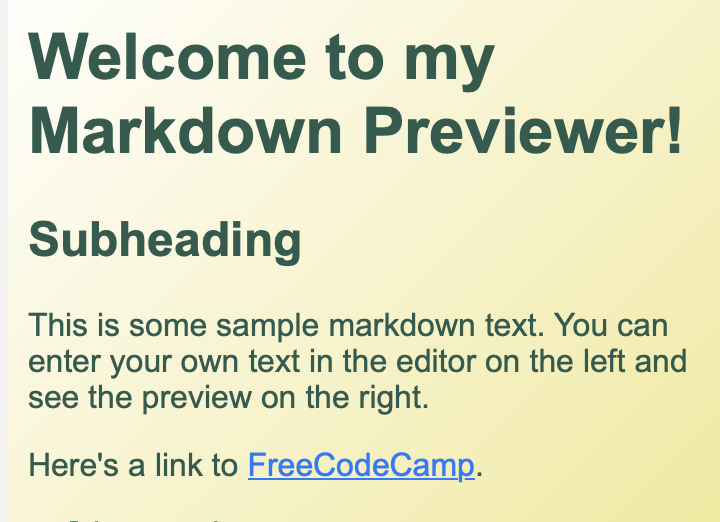 Welcome to my
Markdown Previewer!
Subheading
This is some sample markdown text. You can
enter your own text in the editor on the left and
see the preview on the right.
Here's a link to FreeCodeCamp.